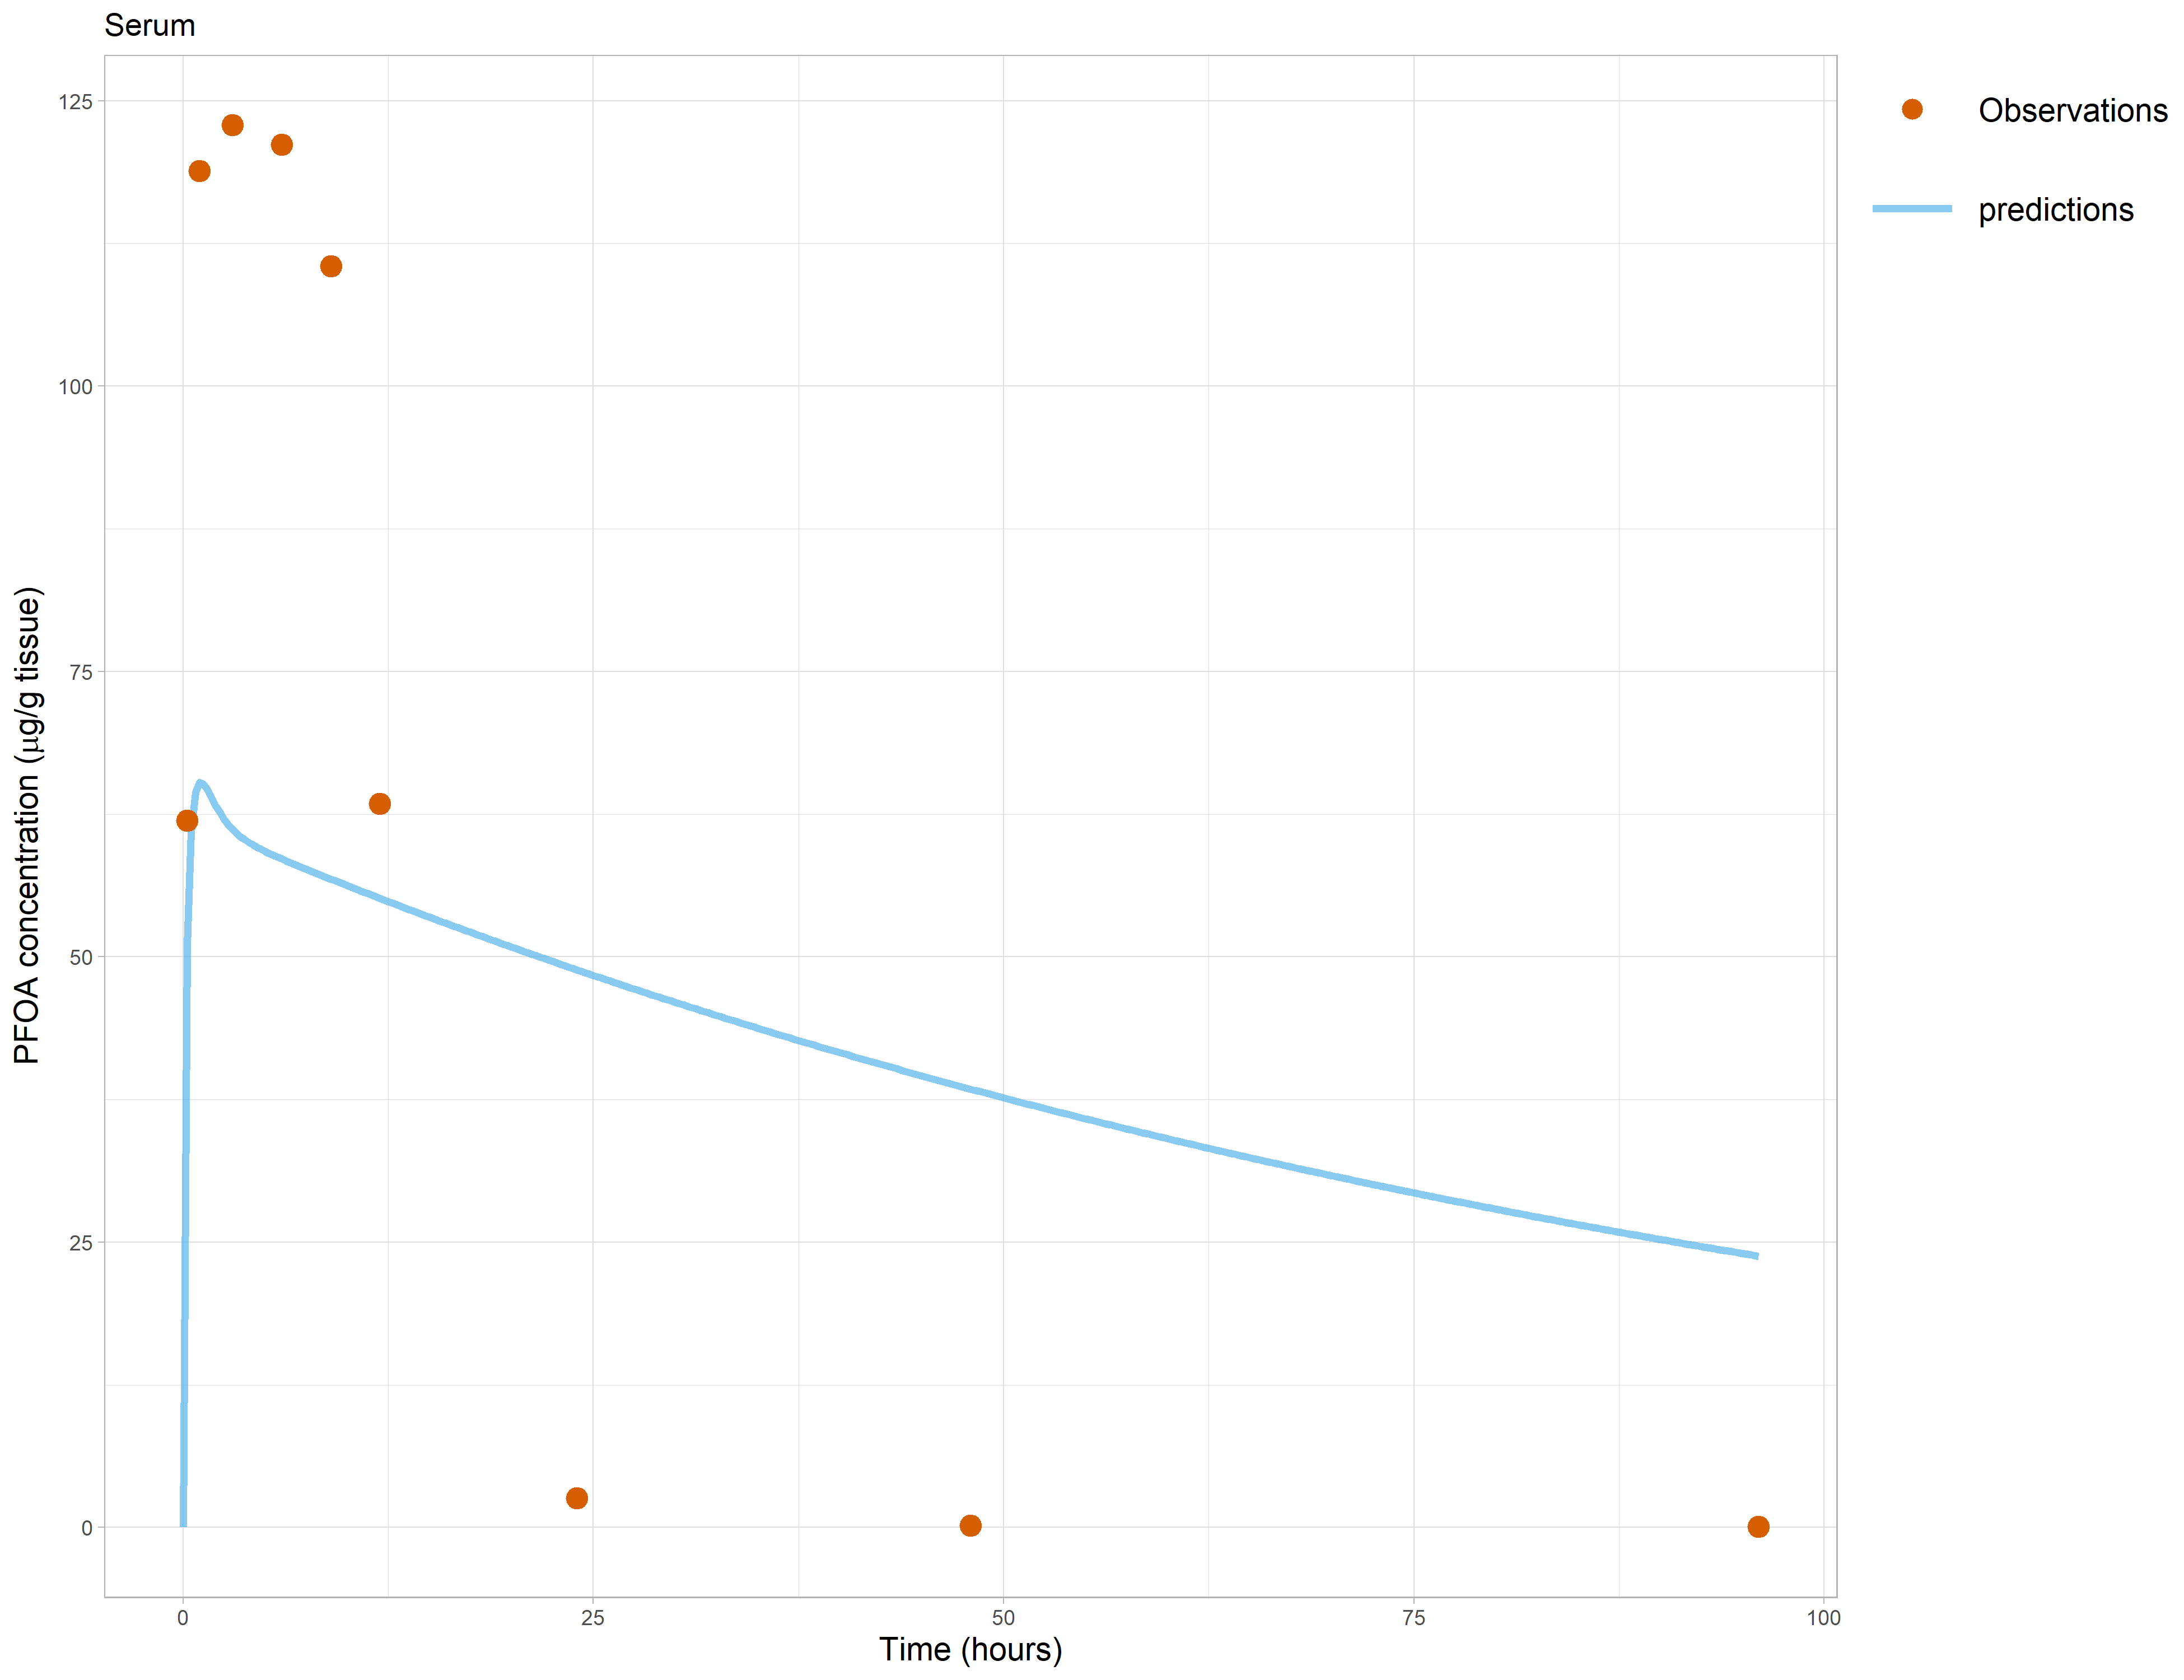 Serum
125
100
75
50
25
0
PFOA concentration (μg/g tissue)
0 25 50 75 100
Time (hours)
Observations
predictions